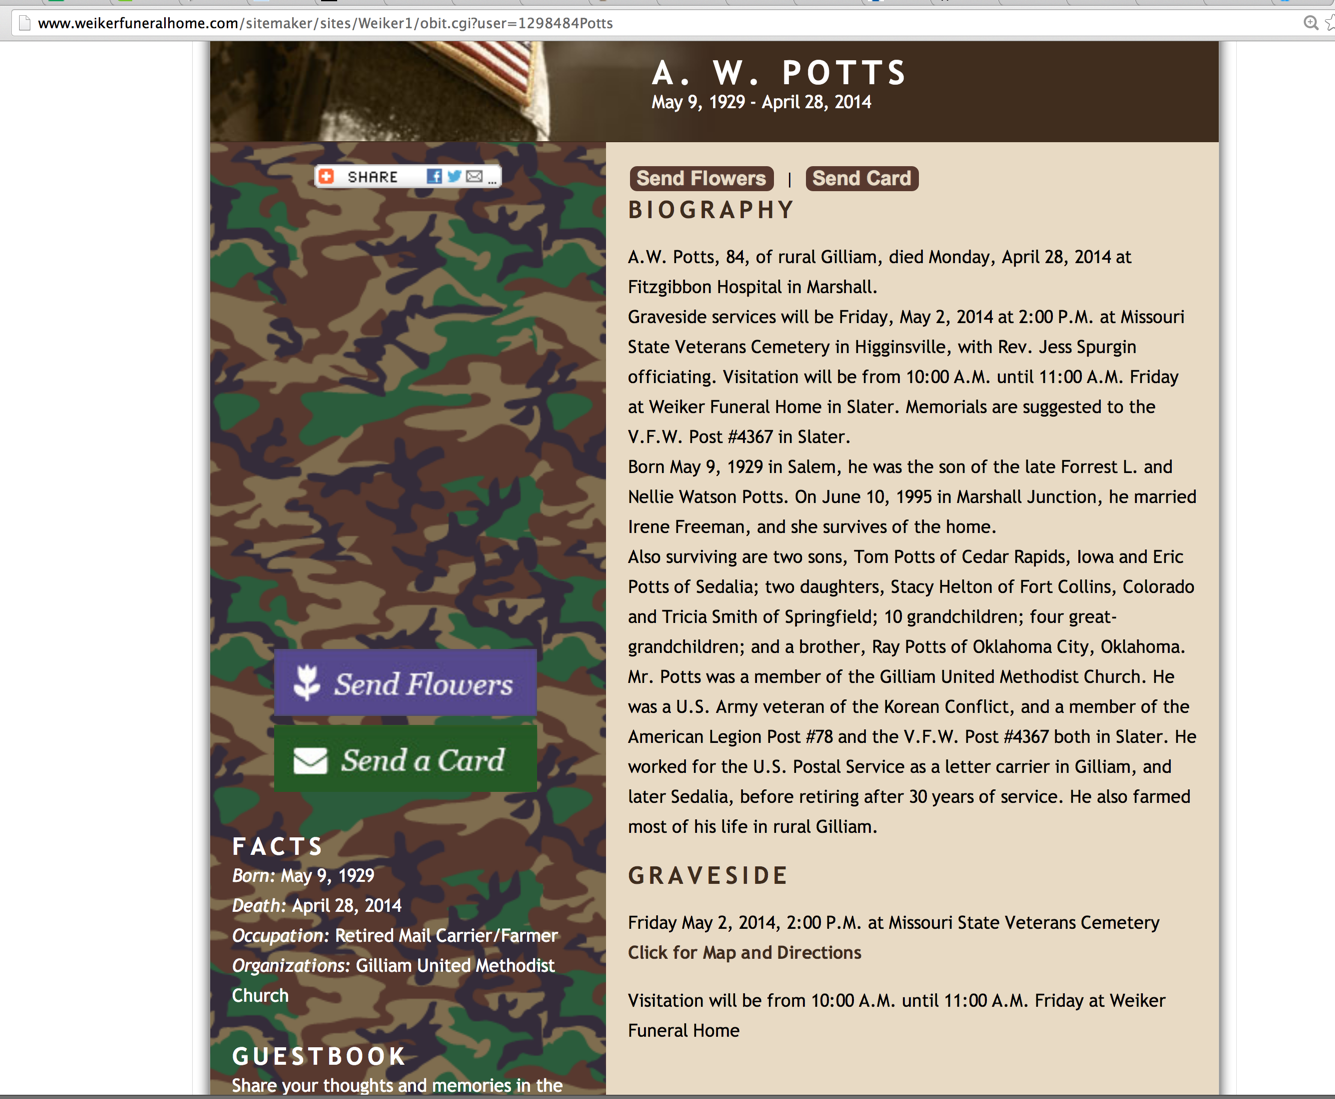 www.weikerfuneralhome.com/sitemaker/sites/Weiker1/obit.cgi?user=1298484Potts
A. W. POTTS
May 9, 1929 - April 28, 2014
SHARE ...
Send Flowers | Send Card
BIOGRAPHY
A.W. Potts, 84, of rural Gilliam, died Monday, April 28, 2014 at
Fitzgibbon Hospital in Marshall.
Graveside services will be Friday, May 2, 2014 at 2:00 P.M. at Missouri
State Veterans Cemetery in Higginsville, with Rev. Jess Spurgin
officiating. Visitation will be from 10:00 A.M. until 11:00 A.M. Friday
at Weiker Funeral Home in Slater. Memorials are suggested to the
V.F.W. Post #4367 in Slater.
Born May 9, 1929 in Salem, he was the son of the late Forrest L. and
Nellie Watson Potts. On June 10, 1995 in Marshall Junction, he married
Irene Freeman, and she survives of the home.
Also surviving are two sons, Tom Potts of Cedar Rapids, Iowa and Eric
Potts of Sedalia; two daughters, Stacy Helton of Fort Collins, Colorado
and Tricia Smith of Springfield; 10 grandchildren; four great-
grandchildren; and a brother, Ray Potts of Oklahoma City, Oklahoma.
Mr. Potts was a member of the Gilliam United Methodist Church. He
was a U.S. Army veteran of the Korean Conflict, and a member of the
American Legion Post #78 and the V.F.W. Post #4367 both in Slater. He
worked for the U.S. Postal Service as a letter carrier in Gilliam, and
later Sedalia, before retiring after 30 years of service. He also farmed
most of his life in rural Gilliam.
GRAVESIDE
Friday May 2, 2014, 2:00 P.M. at Missouri State Veterans Cemetery
Click for Map and Directions
Visitation will be from 10:00 A.M. until 11:00 A.M. Friday at Weiker
Funeral Home
Send Flowers
Send a Card
FACTS
Born: May 9, 1929
Death: April 28, 2014
Occupation: Retired Mail Carrier/Farmer
Organizations: Gilliam United Methodist
Church
GUESTBOOK
Share your thoughts and memories in the